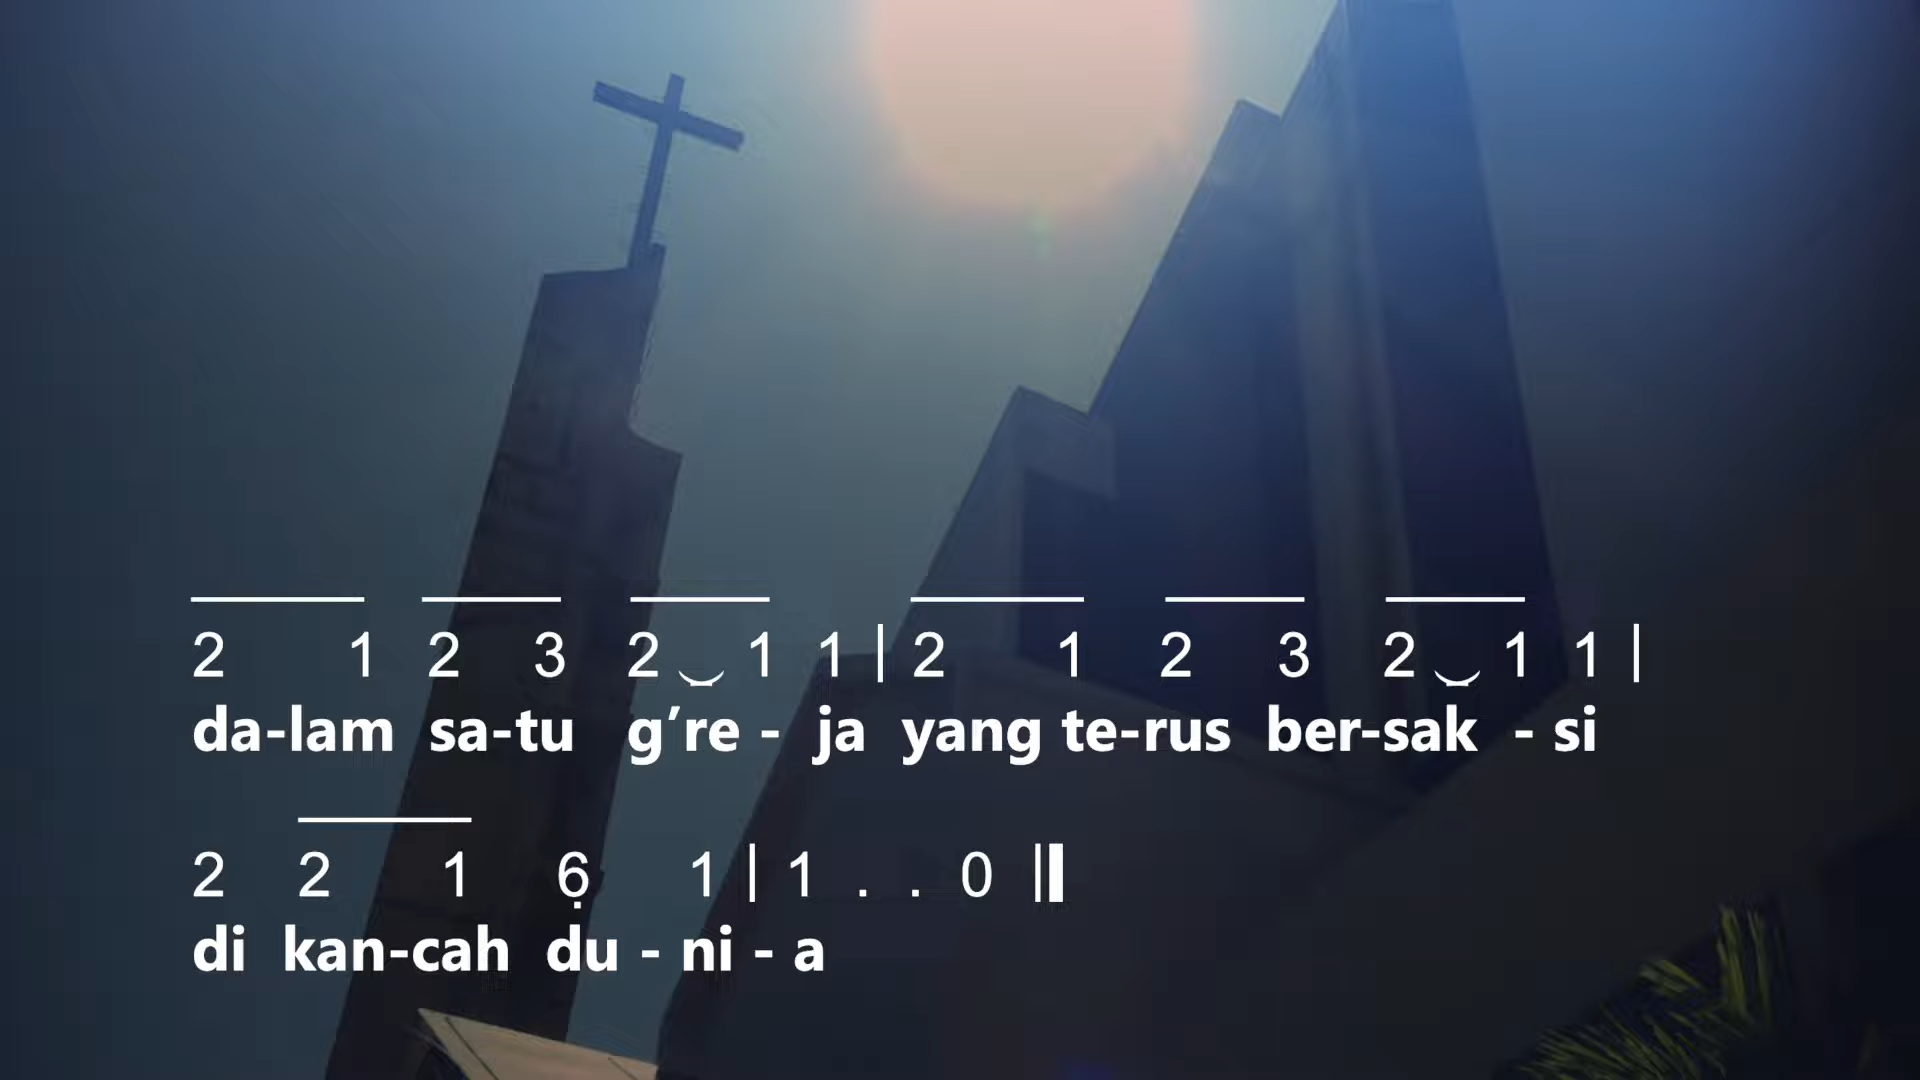 2 1 2 3 2 ‿ 1 1 | 2 1 2 3 2 ‿ 1 1 |
da-lam sa-tu g’re - ja yang te-rus ber-sak - si
2 2 1 6̣ 1 | 1 . . 0 ‖
di kan-cah du - ni - a